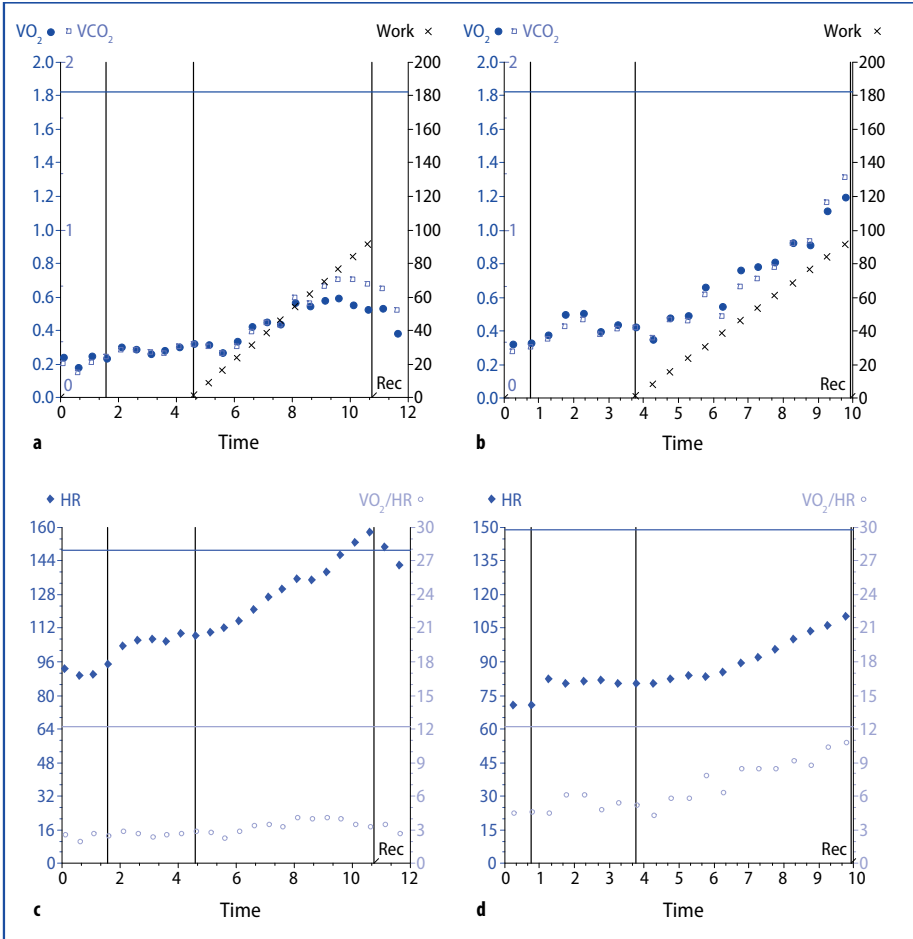 VO2 ● □ VCO2 Work ×
2.0 2 200
1.8 180
1.6 160
1.4 140
1.2 120
1.0 1 100
0.8 80
0.6 60
0.4 40
0.2 20
0.0 0 Rec 0
0 2 4 6 8 10 12
Time
a
VO2 ● □ VCO2 Work ×
2.0 2 200
1.8 180
1.6 160
1.4 140
1.2 120
1.0 1 100
0.8 80
0.6 60
0.4 40
0.2 20
0.0 0 Rec 0
0 1 2 3 4 5 6 7 8 9 10
Time
b
◆ HR VO2/HR ○
160 30
144 27
128 24
112 21
96 18
80 15
64 12
48 9
32 6
16 3
0 Rec 0
0 2 4 6 8 10 12
Time
c
◆ HR VO2/HR ○
150 30
135 27
120 24
105 21
90 18
75 15
60 12
45 9
30 6
15 3
0 Rec 0
0 1 2 3 4 5 6 7 8 9 10
Time
d